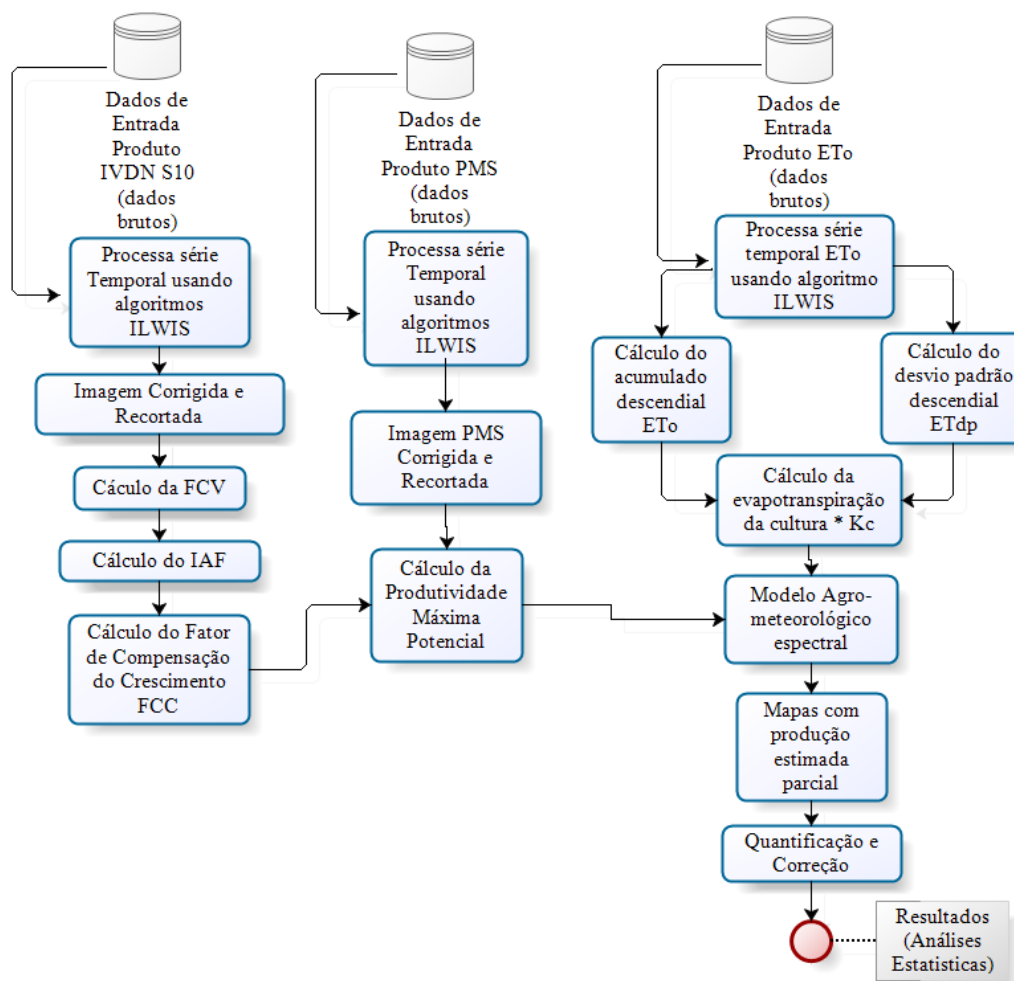 Dados de
Entrada
Produto
IVDN S10
(dados
brutos)
Processa série
Temporal usando
algoritmos
ILWIS
Imagem Corrigida e
Recortada
Cáculo da FCV
Cálculo do IAF
Cálculo do Fator
de Compensação
do Crescimento
FCC
Dados de
Entrada
Produto PMS
(dados
brutos)
Processa série
Temporal
usando
algoritmos
ILWIS
Imagem PMS
Corrigida e
Recortada
Cálculo da
Produtividade
Máxima
Potencial
Dados de
Entrada
Produto ETo
(dados
brutos)
Processa série
temporal ETo
usando algoritmo
ILWIS
Cálculo do
acumulado
descendial
ETo
Cálculo do
desvio padrão
descendial
ETdp
Cálculo da
evapotranspiração
da cultura * Kc
Modelo Agro-
meteorológico
espectral
Mapas com
produção
estimada
parcial
Quantificação e
Correção
Resultados
(Análises
Estatisticas)